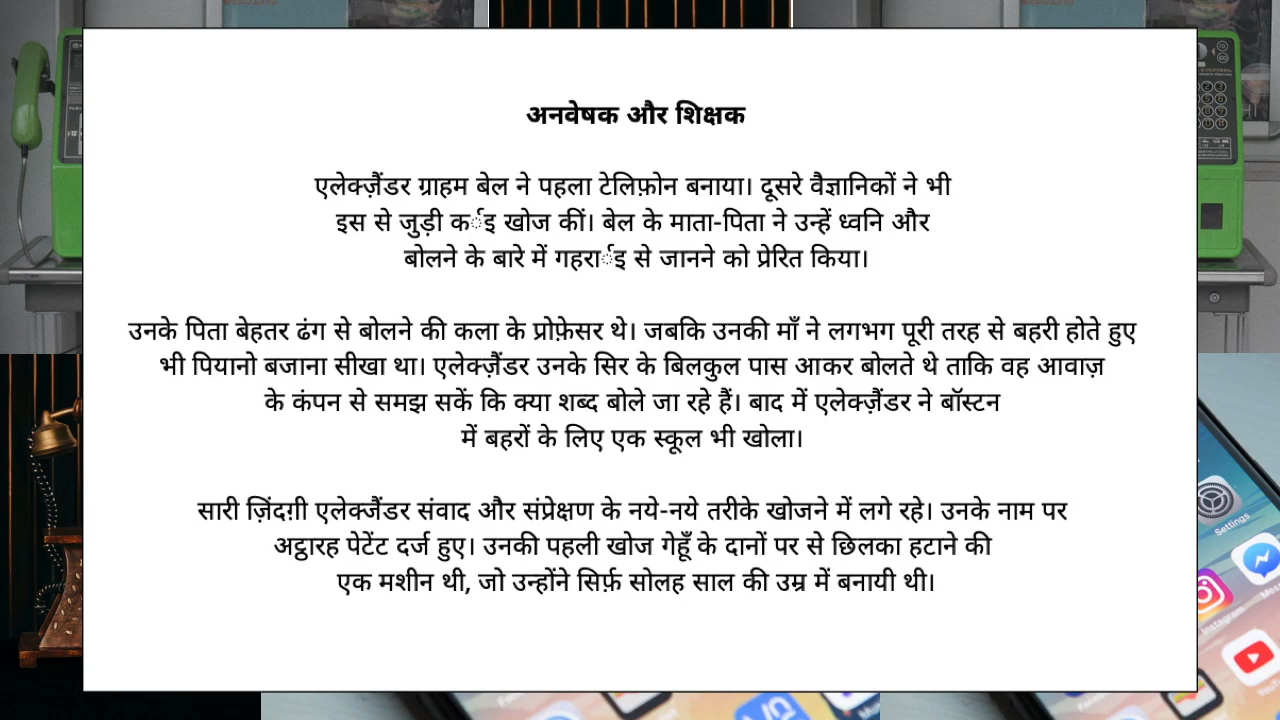 अनवेषक और शिक्षक
एलेक्ज़ैंडर ग्राहम बेल ने पहला टेलिफ़ोन बनाया। दूसरे वैज्ञानिकों ने भी
इस से जुड़ी कर्इ खोज कीं। बेल के माता-पिता ने उन्हें ध्वनि और
बोलने के बारे में गहरार्इ से जानने को प्रेरित किया।
उनके पिता बेहतर ढंग से बोलने की कला के प्रोफ़ेसर थे। जबकि उनकी माँ ने लगभग पूरी तरह से बहरी होते हुए
भी पियानो बजाना सीखा था। एलेक्ज़ैंडर उनके सिर के बिलकुल पास आकर बोलते थे ताकि वह आवाज़
के कंपन से समझ सकें कि क्या शब्द बोले जा रहे हैं। बाद में एलेक्ज़ैंडर ने बॉस्टन
में बहरों के लिए एक स्कूल भी खोला।
सारी ज़िंदग़ी एलेक्जैंडर संवाद और संप्रेक्षण के नये-नये तरीके खोजने में लगे रहे। उनके नाम पर
अट्ठारह पेटेंट दर्ज हुए। उनकी पहली खोज गेहूँ के दानों पर से छिलका हटाने की
एक मशीन थी, जो उन्होंने सिर्फ़ सोलह साल की उम्र में बनायी थी।
Settings
Instagram